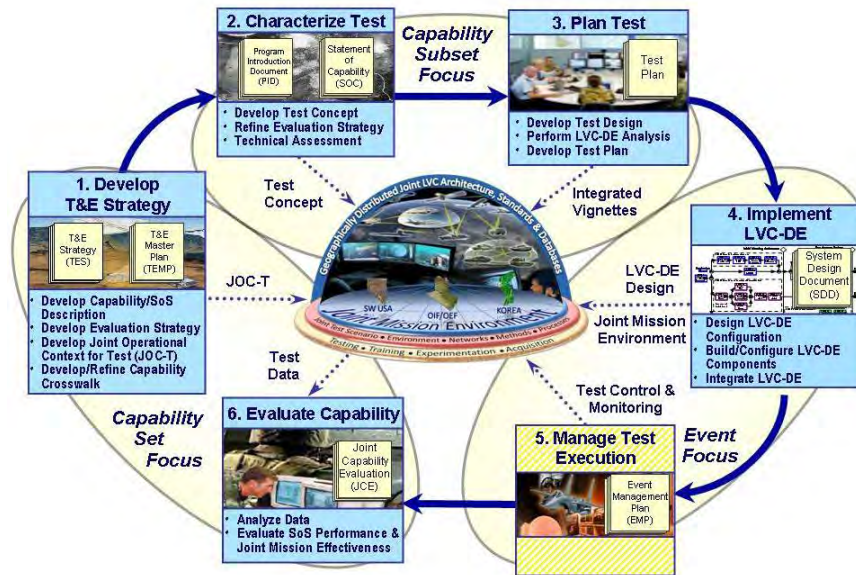 2. Characterize Test
Program
Introduction
Document
(PID)
Statement
of
Capability
(SOC)
• Develop Test Concept
• Refine Evaluation Strategy
• Technical Assessment
Capability
Subset
Focus
3. Plan Test
Test
Plan
• Develop Test Design
• Perform LVC-DE Analysis
• Develop Test Plan
1. Develop
T&E Strategy
T&E
Strategy
(TES)
T&E
Master
Plan
(TEMP)
• Develop Capability/SoS
Description
• Develop Evaluation Strategy
• Develop Joint Operational
Context for Test (JOC-T)
• Develop/Refine Capability
Crosswalk
Test
Concept
Integrated
Vignettes
JOC-T
Geographically Distributed Joint LVC Architecture, Standards & Databases
SW USA
OIF/OEF
KOREA
Joint Mission Environment
Joint Test Scenario • Environment • Networks • Methods • Processes
Testing • Training • Experimentation • Acquisition
LVC-DE
Design
Joint Mission
Environment
4. Implement
LVC-DE
System
Design
Document
(SDD)
• Design LVC-DE
Configuration
• Build/Configure LVC-DE
Components
• Integrate LVC-DE
Test
Data
Test Control &
Monitoring
Capability
Set
Focus
6. Evaluate Capability
Joint
Capability
Evaluation
(JCE)
• Analyze Data
• Evaluate SoS Performance &
Joint Mission Effectiveness
5. Manage Test
Execution
Event
Management
Plan
(EMP)
Event
Focus